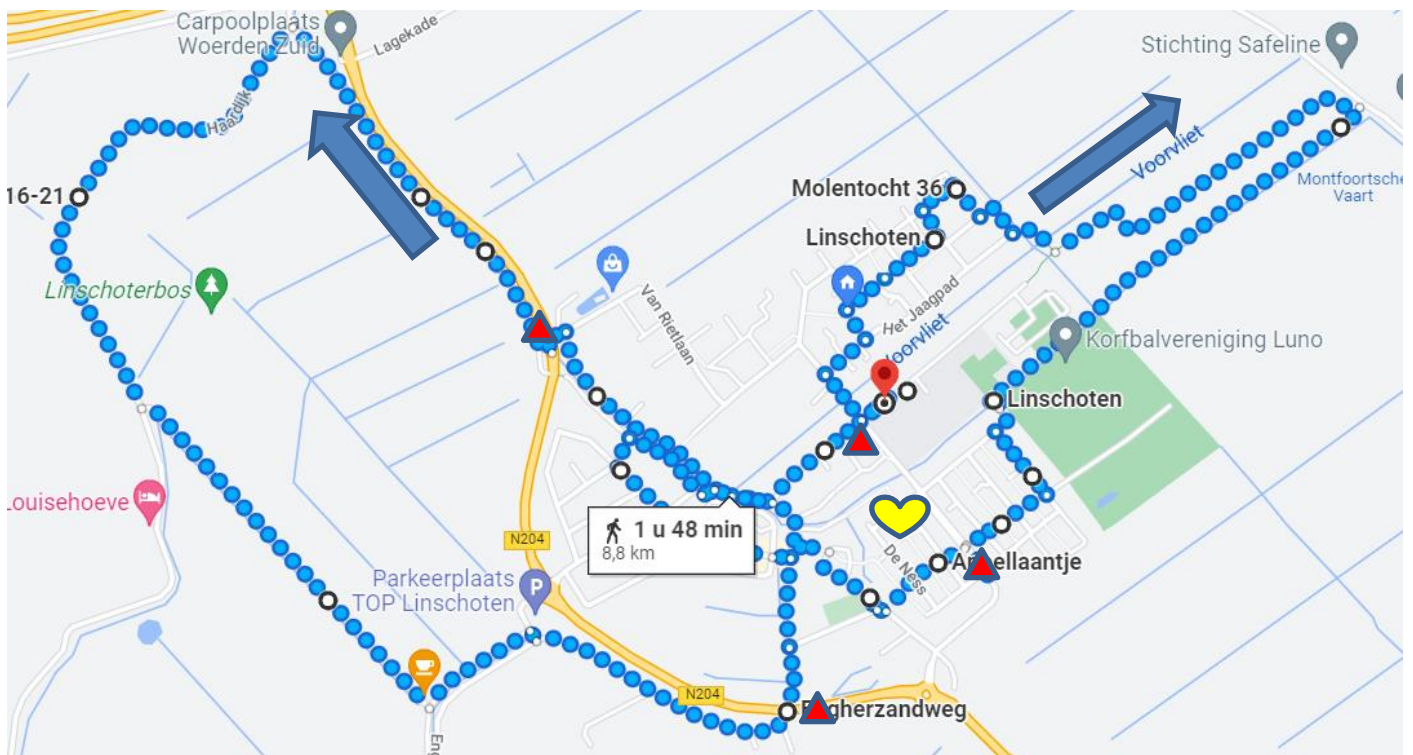 Carpoolplaats
Woerden Zuid
Lagekade
Stichting Safeline
Haardijk
Voorvliet
16-21
Molentocht 36
Montfoortsche
Vaart
Linschoten
Linschoterbos
Van Rietlaan
Het Jaagpad
Voorvliet
Korfbalvereniging Luno
Linschoten
Louisehoeve
N204
1 u 48 min
8,8 km
De Ness
Parkeerplaats
TOP Linschoten
N204